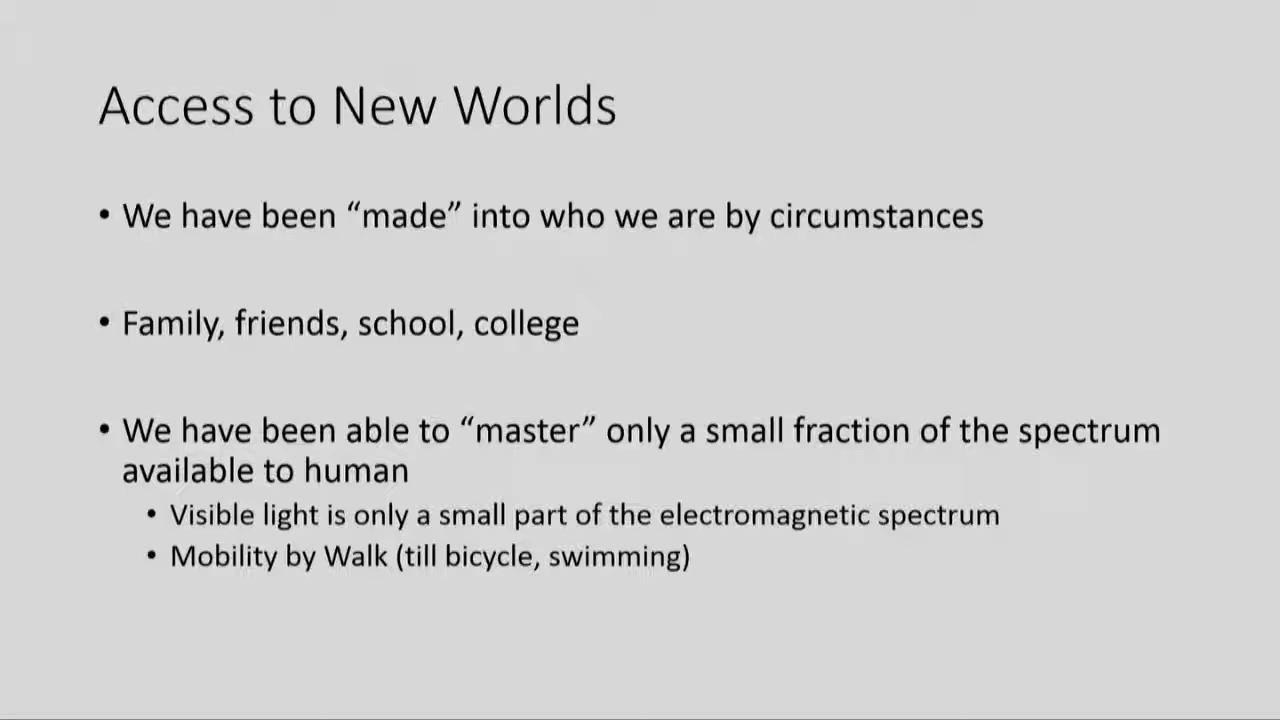 Access to New Worlds
• We have been “made” into who we are by circumstances
• Family, friends, school, college
• We have been able to “master” only a small fraction of the spectrum
available to human
• Visible light is only a small part of the electromagnetic spectrum
• Mobility by Walk (till bicycle, swimming)